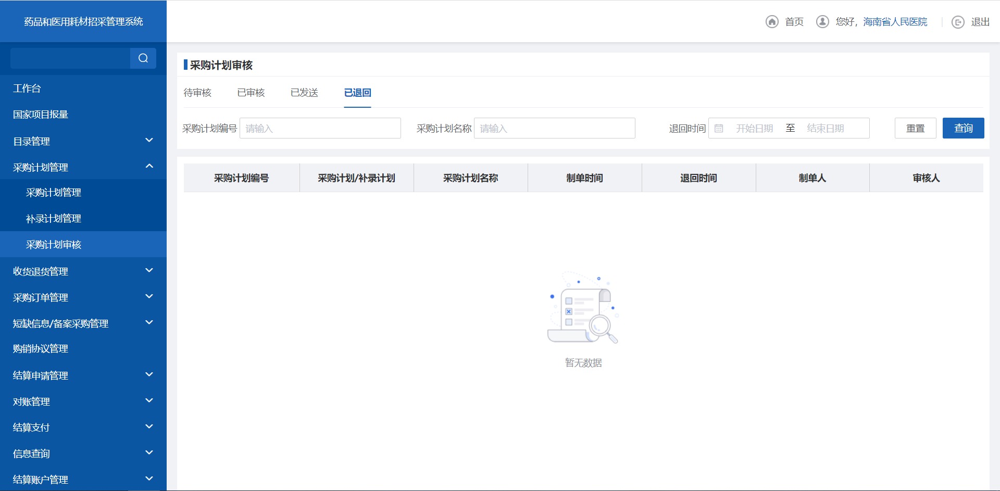 药品和医用耗材招采管理系统
首页 您好，海南省人民医院 退出
工作台
国家项目报量
目录管理
采购计划管理
采购计划管理
补录计划管理
采购计划审核
收货退货管理
采购订单管理
短缺信息/备案采购管理
购销协议管理
结算申请管理
对账管理
结算支付
信息查询
结算账户管理
采购计划审核
待审核 已审核 已发送 已退回
采购计划编号 请输入 采购计划名称 请输入 退回时间 开始日期 至 结束日期 重置 查询
采购计划编号 采购计划/补录计划 采购计划名称 制单时间 退回时间 制单人 审核人
暂无数据